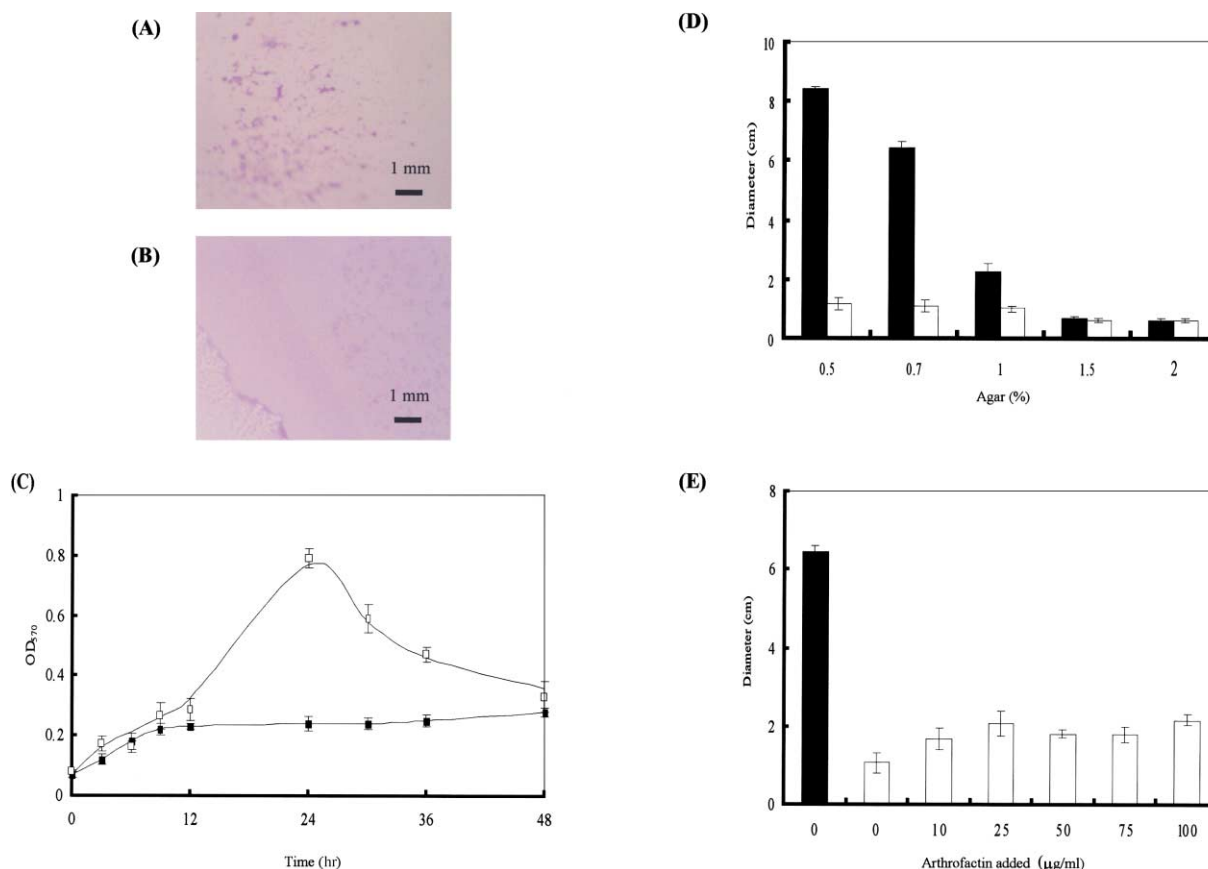 (A)
1 mm
(B)
1 mm
(C)
1
0.8
0.6
0.4
0.2
0
OD570
0 12 24 36 48
Time (hr)
(D)
10
8
6
4
2
0
Diameter (cm)
0.5 0.7 1 1.5 2
Agar (%)
(E)
8
6
4
2
0
Diameter (cm)
0 0 10 25 50 75 100
Arthrofactin added (μg/ml)